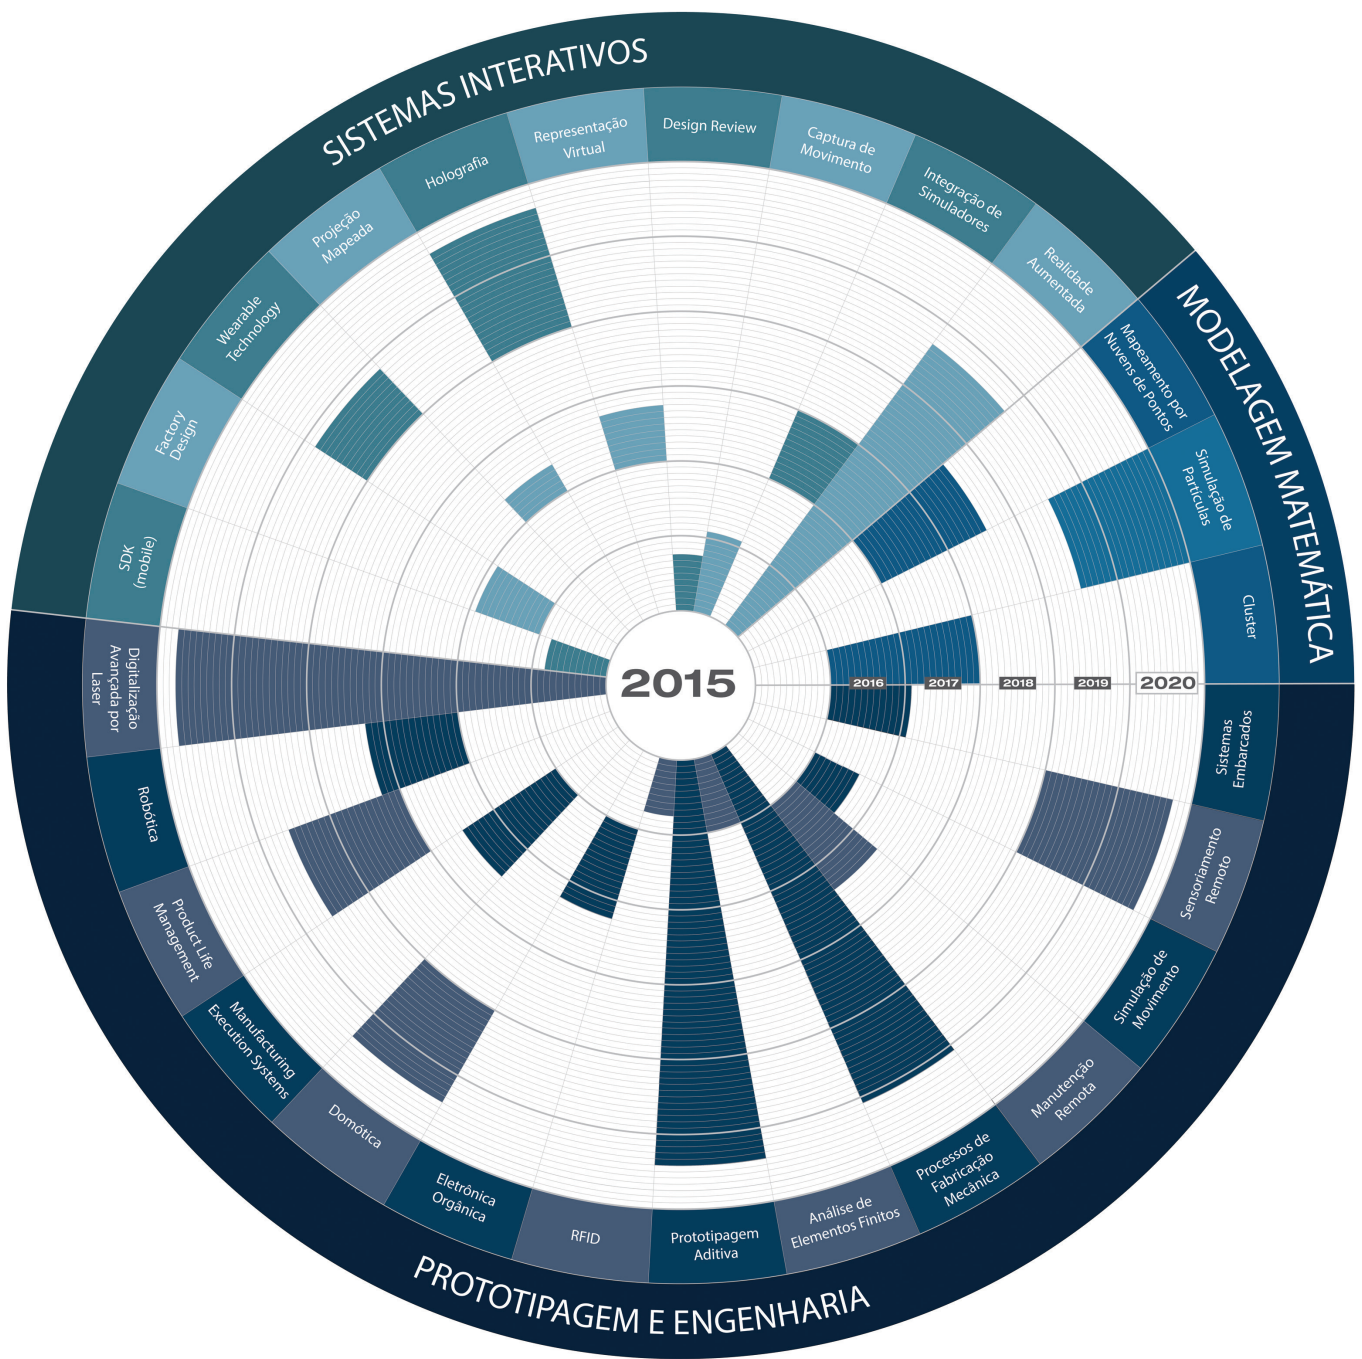 SISTEMAS INTERATIVOS
SDK
(mobile)
Factory
Design
Wearable
Technology
Projeção
Mapeada
Holografia
Representação
Virtual
Design Review
Captura de
Movimento
Integração de
Simuladores
Realidade
Aumentada
MODELAGEM MATEMÁTICA
Mapeamento por
Nuvens de Pontos
Simulação de
Partículas
Cluster
2015
2016
2017
2018
2019
2020
Sistemas
Embarcados
Sensoriamento
Remoto
Simulação de
Movimento
Manutenção
Remota
Processos de
Fabricação
Mecânica
Análise de
Elementos Finitos
Prototipagem
Aditiva
RFID
Eletrônica
Orgânica
Domótica
Manufacturing
Execution Systems
Product Life
Management
Robótica
Digitalização
Avançada por
Laser
PROTOTIPAGEM E ENGENHARIA